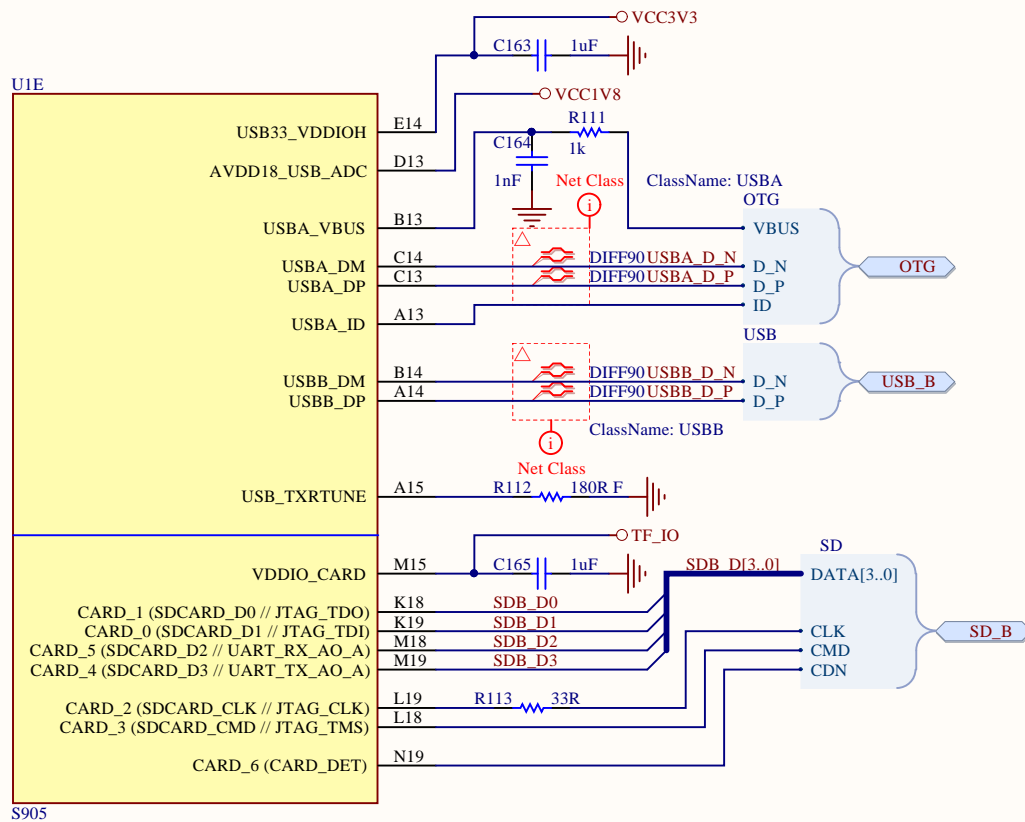 VCC3V3
C163 1uF
U1E
VCC1V8
USB33_VDDIOH E14
R111
C164 1k
AVDD18_USB_ADC D13
1nF Net Class ClassName: USBA
i OTG
USBA_VBUS B13 VBUS
USBA_DM C14 DIFF90 USBA_D_N D_N
OTG
USBA_DP C13 DIFF90 USBA_D_P D_P
ID
USBA_ID A13
USB
USBB_DM B14 DIFF90 USBB_D_N D_N
USB_B
USBB_DP A14 DIFF90 USBB_D_P D_P
ClassName: USBB
i
Net Class
USB_TXRTUNE A15 R112 180R F
TF_IO
SD
VDDIO_CARD M15 C165 1uF SDB_D[3..0] DATA[3..0]
CARD_1 (SDCARD_D0 // JTAG_TDO) K18 SDB_D0
CARD_0 (SDCARD_D1 // JTAG_TDI) K19 SDB_D1 CLK
SD_B
CARD_5 (SDCARD_D2 // UART_RX_AO_A) M18 SDB_D2 CMD
CARD_4 (SDCARD_D3 // UART_TX_AO_A) M19 SDB_D3 CDN
CARD_2 (SDCARD_CLK // JTAG_CLK) L19 R113 33R
CARD_3 (SDCARD_CMD // JTAG_TMS) L18
CARD_6 (CARD_DET) N19
S905